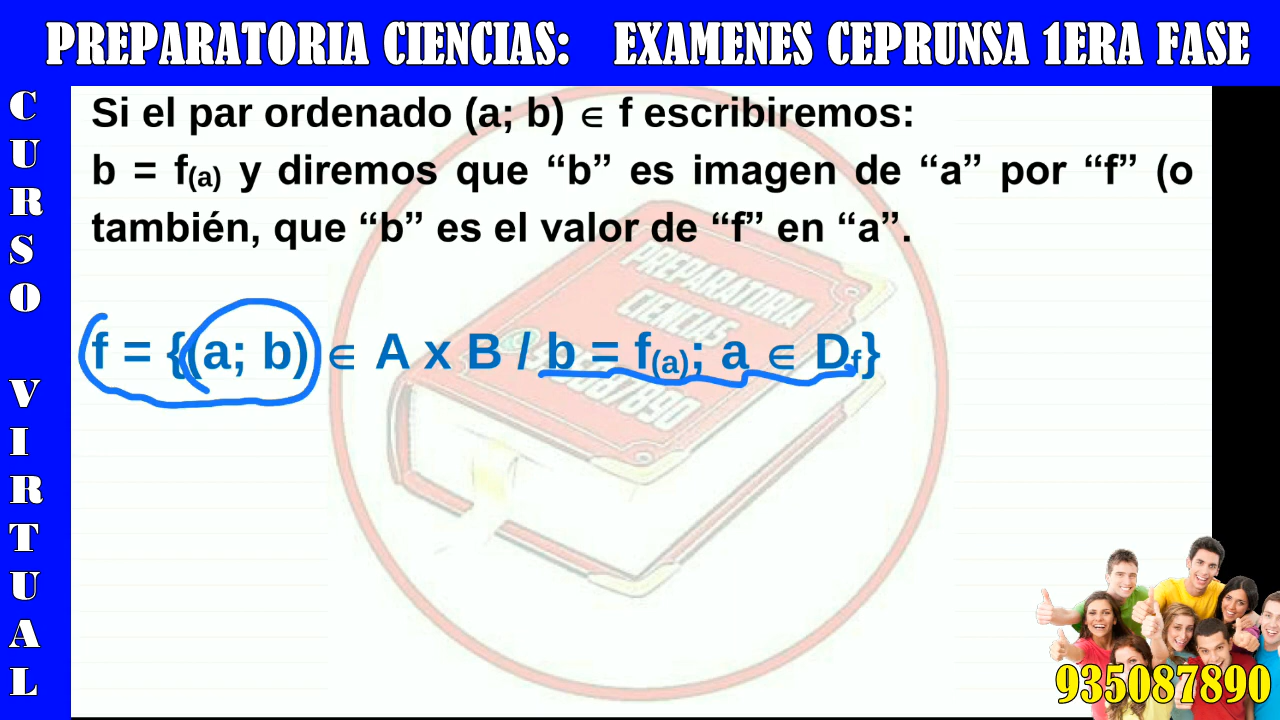 PREPARATORIA CIENCIAS: EXAMENES CEPRUNSA 1ERA FASE
CURSO VIRTUAL
Si el par ordenado (a; b) ∈ f escribiremos:
b = f(a) y diremos que “b” es imagen de “a” por “f” (o
también, que “b” es el valor de “f” en “a”.
f = {(a; b) ∈ A x B / b = f(a); a ∈ Df}
PREPARATORIA
CIENCIAS
935087890
935087890